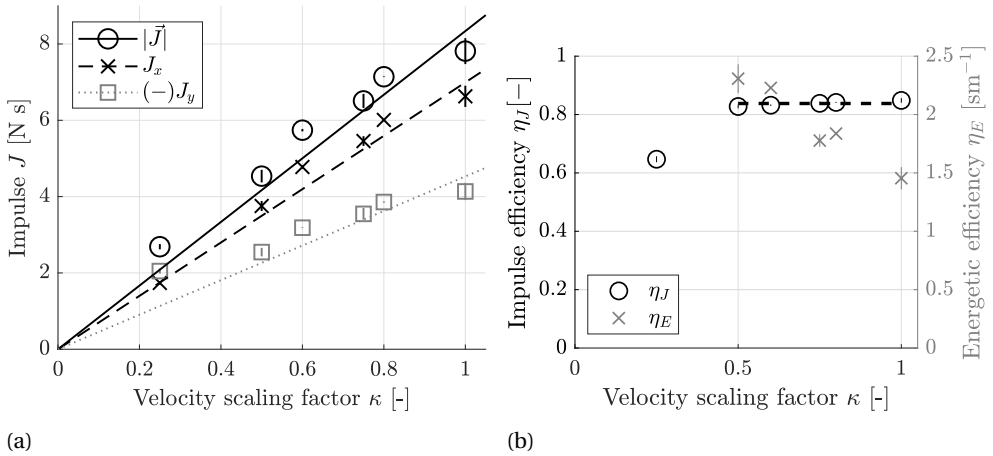 |J⃗|
Jₓ
(−)J_y
8
6
4
2
0
Impulse J [N s]
0 0.2 0.4 0.6 0.8 1
Velocity scaling factor κ [-]
(a)
1
0.8
0.6
0.4
0.2
0
Impulse efficiency η_J[−]
η_J
η_E
2.5
2
1.5
1
0.5
0
Energetic efficiency η_E [sm⁻¹]
0 0.5 1
Velocity scaling factor κ [-]
(b)